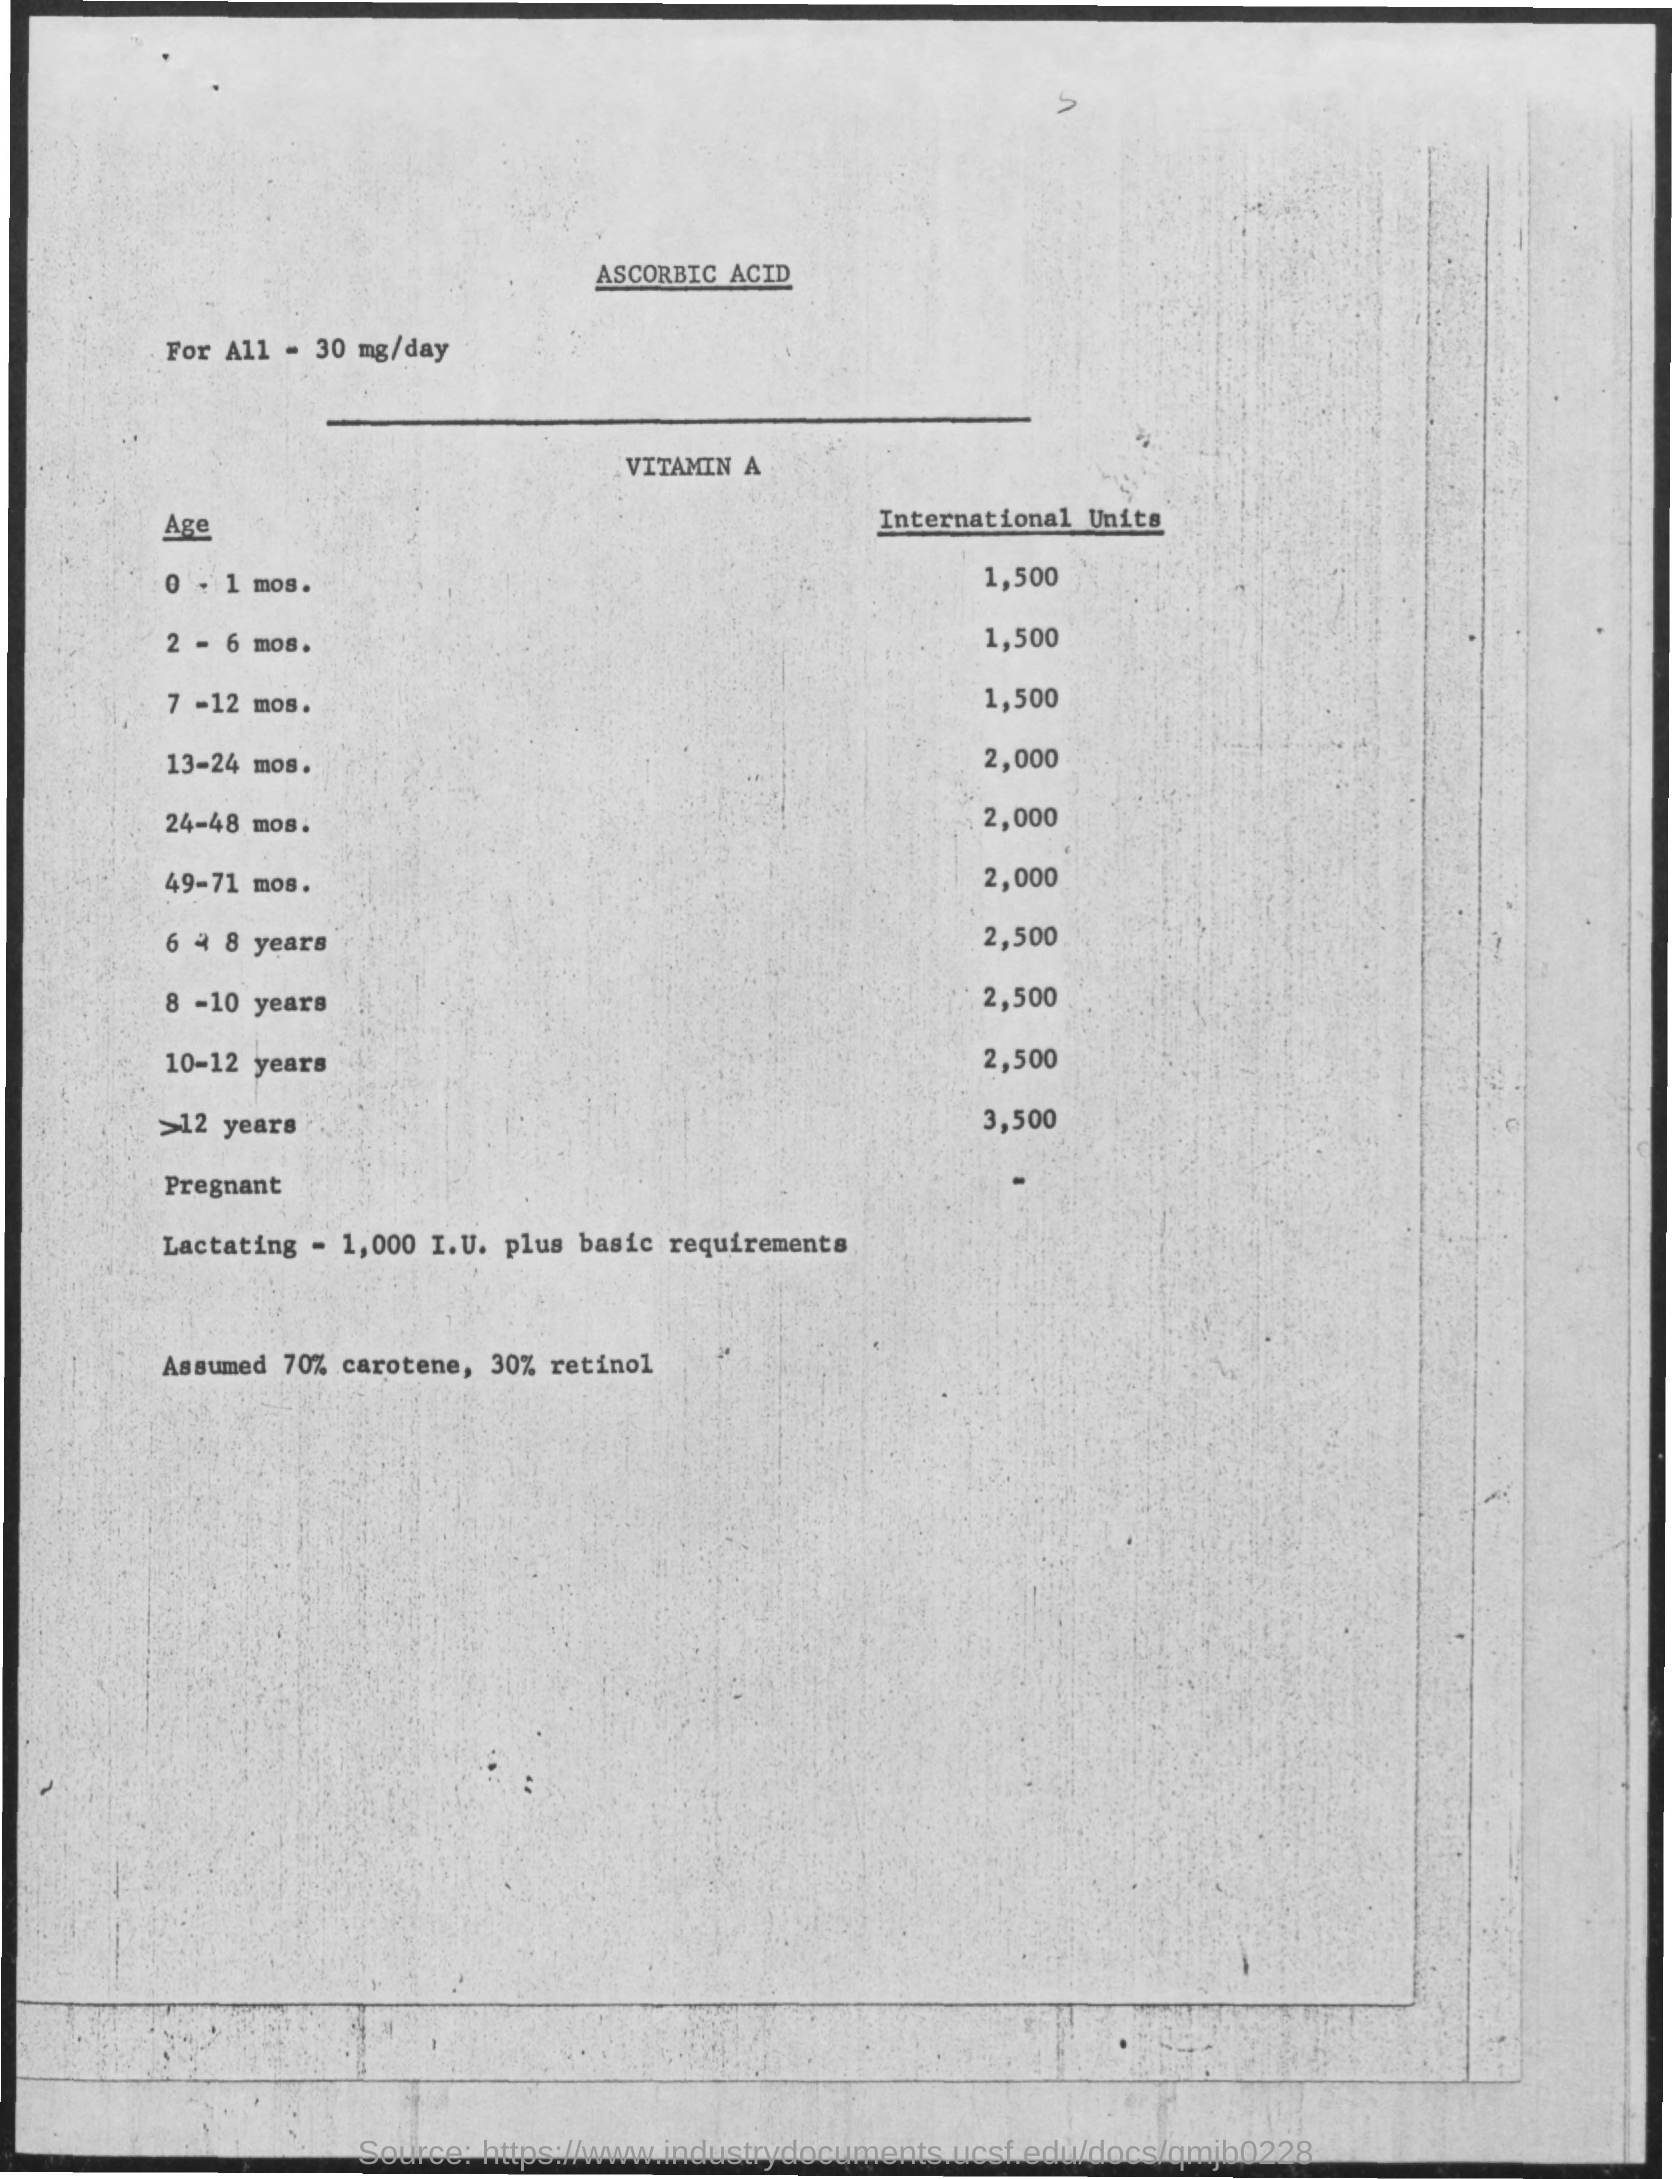 ASCORBIC ACID
For All - 30 mg/day
VITAMIN A
Age International Units
0 - 1 mos. 1,500
2 - 6 mos. 1,500
7 -12 mos. 1,500
13-24 mos. 2,000
24-48 mos. 2,000
49-71 mos. 2,000
6 - 8 years 2,500
8 -10 years 2,500
10-12 years 2,500
>12 years 3,500
Pregnant -
Lactating - 1,000 I.U. plus basic requirements
Assumed 70% carotene, 30% retinol
Source: https://www.industrydocuments.ucsf.edu/docs/qmjb0228